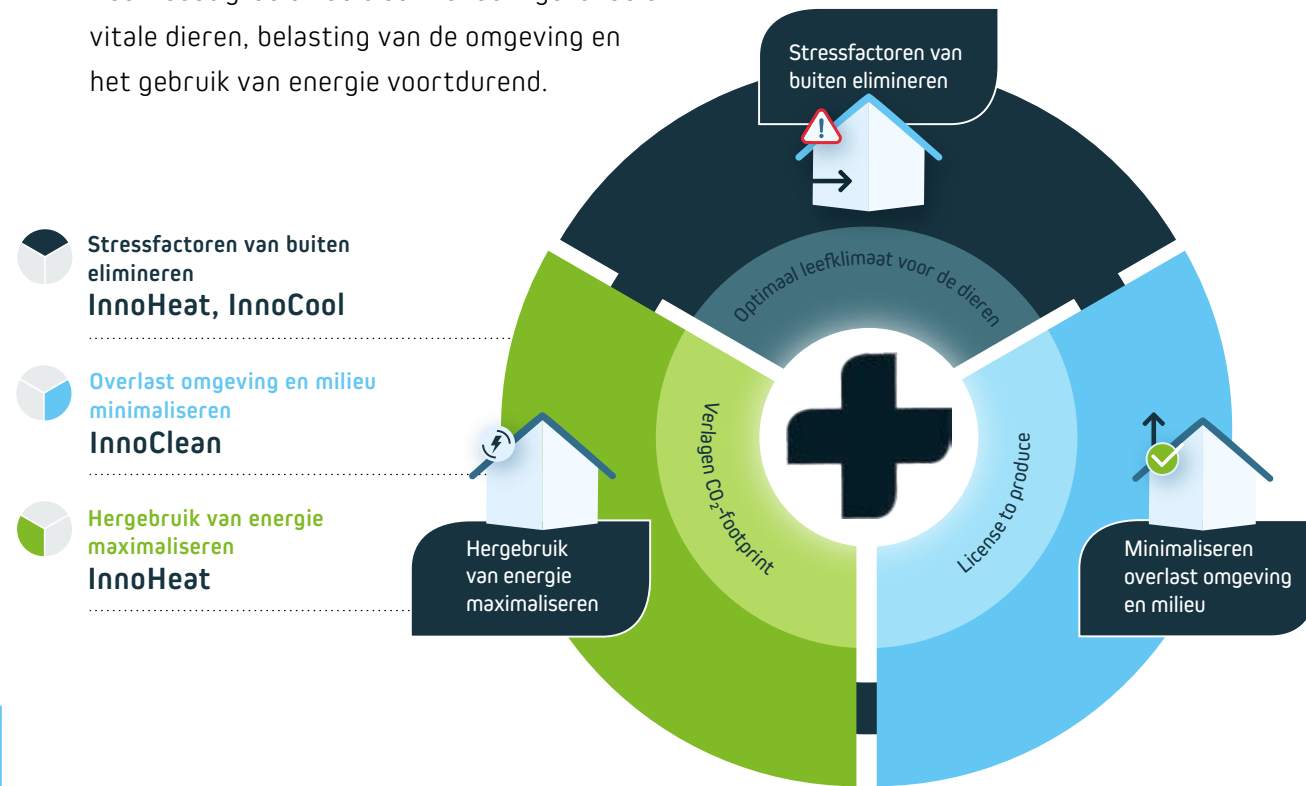 vitale dieren, belasting van de omgeving en
het gebruik van energie voortdurend.
Stressfactoren van
buiten elimineren
Stressfactoren van buiten
elimineren
InnoHeat, InnoCool
Overlast omgeving en milieu
minimaliseren
InnoClean
Hergebruik van energie
maximaliseren
InnoHeat
Optimaal leefklimaat voor de dieren
Verlagen CO₂-footprint
License to produce
Hergebruik
van energie
maximaliseren
Minimaliseren
overlast omgeving
en milieu